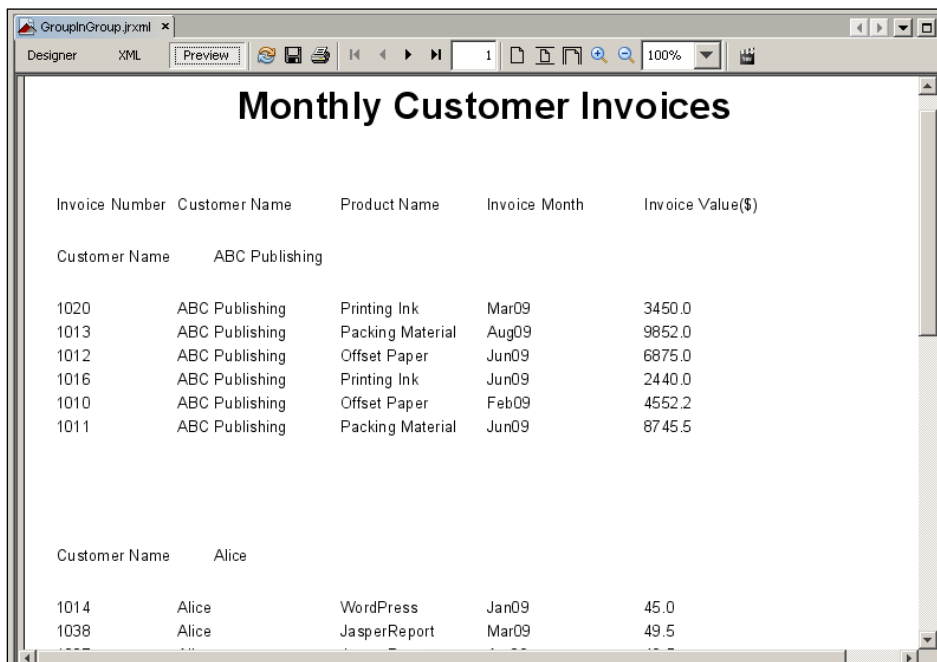 GroupInGroup.jrxml
Designer XML Preview 1 100%
Monthly Customer Invoices
Invoice Number Customer Name Product Name Invoice Month Invoice Value($)
Customer Name ABC Publishing
1020 ABC Publishing Printing Ink Mar09 3450.0
1013 ABC Publishing Packing Material Aug09 9852.0
1012 ABC Publishing Offset Paper Jun09 6875.0
1016 ABC Publishing Printing Ink Jun09 2440.0
1010 ABC Publishing Offset Paper Feb09 4552.2
1011 ABC Publishing Packing Material Jun09 8745.5
Customer Name Alice
1014 Alice WordPress Jan09 45.0
1038 Alice JasperReport Mar09 49.5